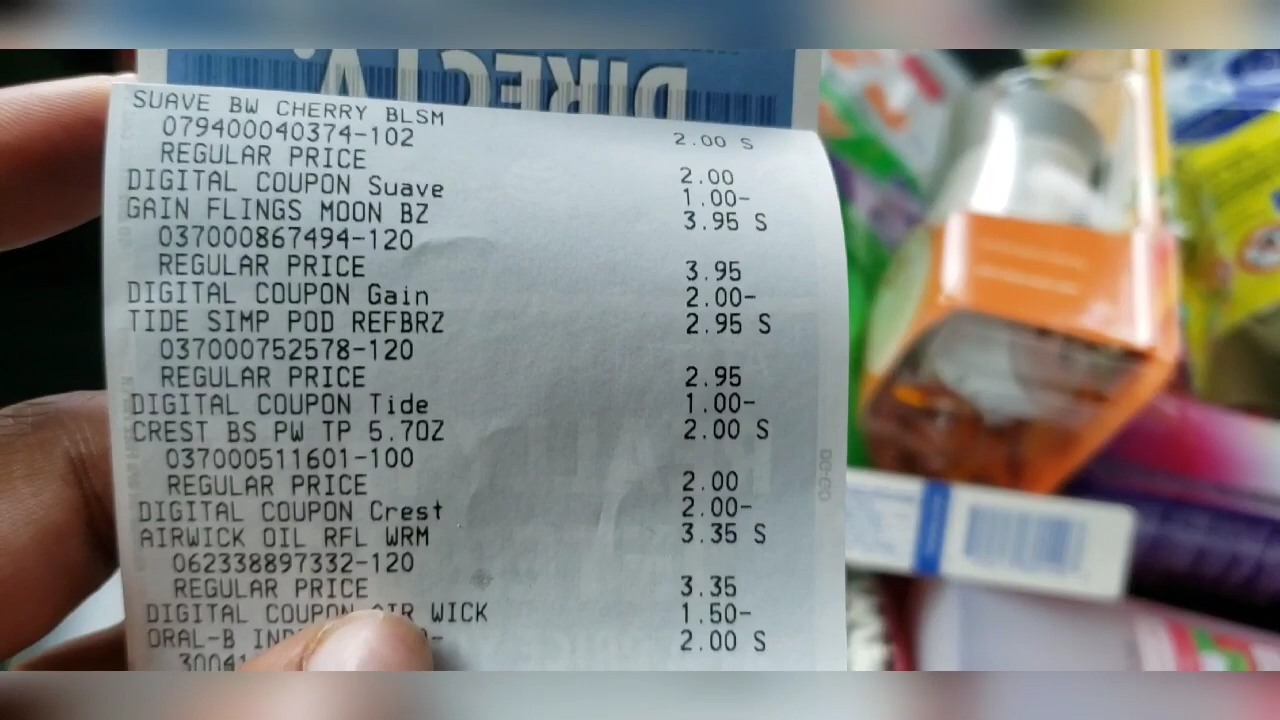 DIRECTV.
SUAVE BW CHERRY BLSM
079400040374-102 2.00 S
REGULAR PRICE 2.00
DIGITAL COUPON Suave 1.00-
GAIN FLINGS MOON BZ 3.95 S
037000867494-120
REGULAR PRICE 3.95
DIGITAL COUPON Gain 2.00-
TIDE SIMP POD REFBRZ 2.95 S
037000752578-120
REGULAR PRICE 2.95
DIGITAL COUPON Tide 1.00-
CREST BS PW TP 5.7OZ 2.00 S
037000511601-100
REGULAR PRICE 2.00
DIGITAL COUPON Crest 2.00-
AIRWICK OIL RFL WRM 3.35 S
062338897332-120
REGULAR PRICE 3.35
DIGITAL COUPON AIR WICK 1.50-
ORAL-B 2.00 S